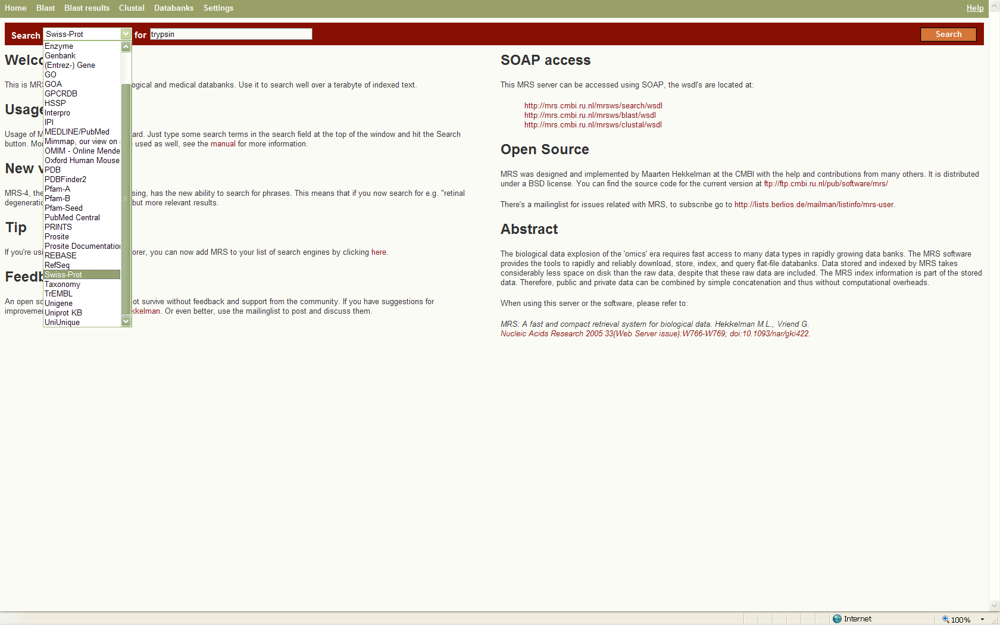 Home Blast Blast results Clustal Databanks Settings Help
Search Swiss-Prot for trypsin Search
Enzyme
Genbank
(Entrez-) Gene
GO
GOA
GPCRDB
HSSP
Interpro
IPI
MEDLINE/PubMed
Mimmap, our view on
OMIM - Online Mende
Oxford Human Mouse
PDB
PDBFinder2
Pfam-A
Pfam-B
Pfam-Seed
PubMed Central
PRINTS
Prosite
Prosite Documentation
REBASE
RefSeq
Swiss-Prot
Taxonomy
TrEMBL
Unigene
Uniprot KB
UniUnique
Welco
This is MRS ogical and medical databanks. Use it to search well over a terabyte of indexed text.
Usage
Usage of M ard. Just type some search terms in the search field at the top of the window and hit the Search
button. Mor used as well, see the manual for more information.
New v
MRS-4, the sing, has the new ability to search for phrases. This means that if you now search for e.g. "retinal
degeneratio but more relevant results.
Tip
If you're usi orer, you can now add MRS to your list of search engines by clicking here.
Feedb
An open so ot survive without feedback and support from the community. If you have suggestions for
improvemen kkelman. Or even better, use the mailinglist to post and discuss them.
SOAP access
This MRS server can be accessed using SOAP, the wsdl's are located at:
http://mrs.cmbi.ru.nl/mrsws/search/wsdl
http://mrs.cmbi.ru.nl/mrsws/blast/wsdl
http://mrs.cmbi.ru.nl/mrsws/clustal/wsdl
Open Source
MRS was designed and implemented by Maarten Hekkelman at the CMBI with the help and contributions from many others. It is distributed
under a BSD license. You can find the source code for the current version at ftp://ftp.cmbi.ru.nl/pub/software/mrs/
There's a mailinglist for issues related with MRS, to subscribe go to http://lists.berlios.de/mailman/listinfo/mrs-user.
Abstract
The biological data explosion of the 'omics' era requires fast access to many data types in rapidly growing data banks. The MRS software
provides the tools to rapidly and reliably download, store, index, and query flat-file databanks. Data stored and indexed by MRS takes
considerably less space on disk than the raw data, despite that these raw data are included. The MRS index information is part of the stored
data. Therefore, public and private data can be combined by simple concatenation and thus without computational overheads.
When using this server or the software, please refer to:
MRS: A fast and compact retrieval system for biological data. Hekkelman M.L., Vriend G.
Nucleic Acids Research 2005 33(Web Server issue):W766-W769; doi:10.1093/nar/gki422.
Internet 100%